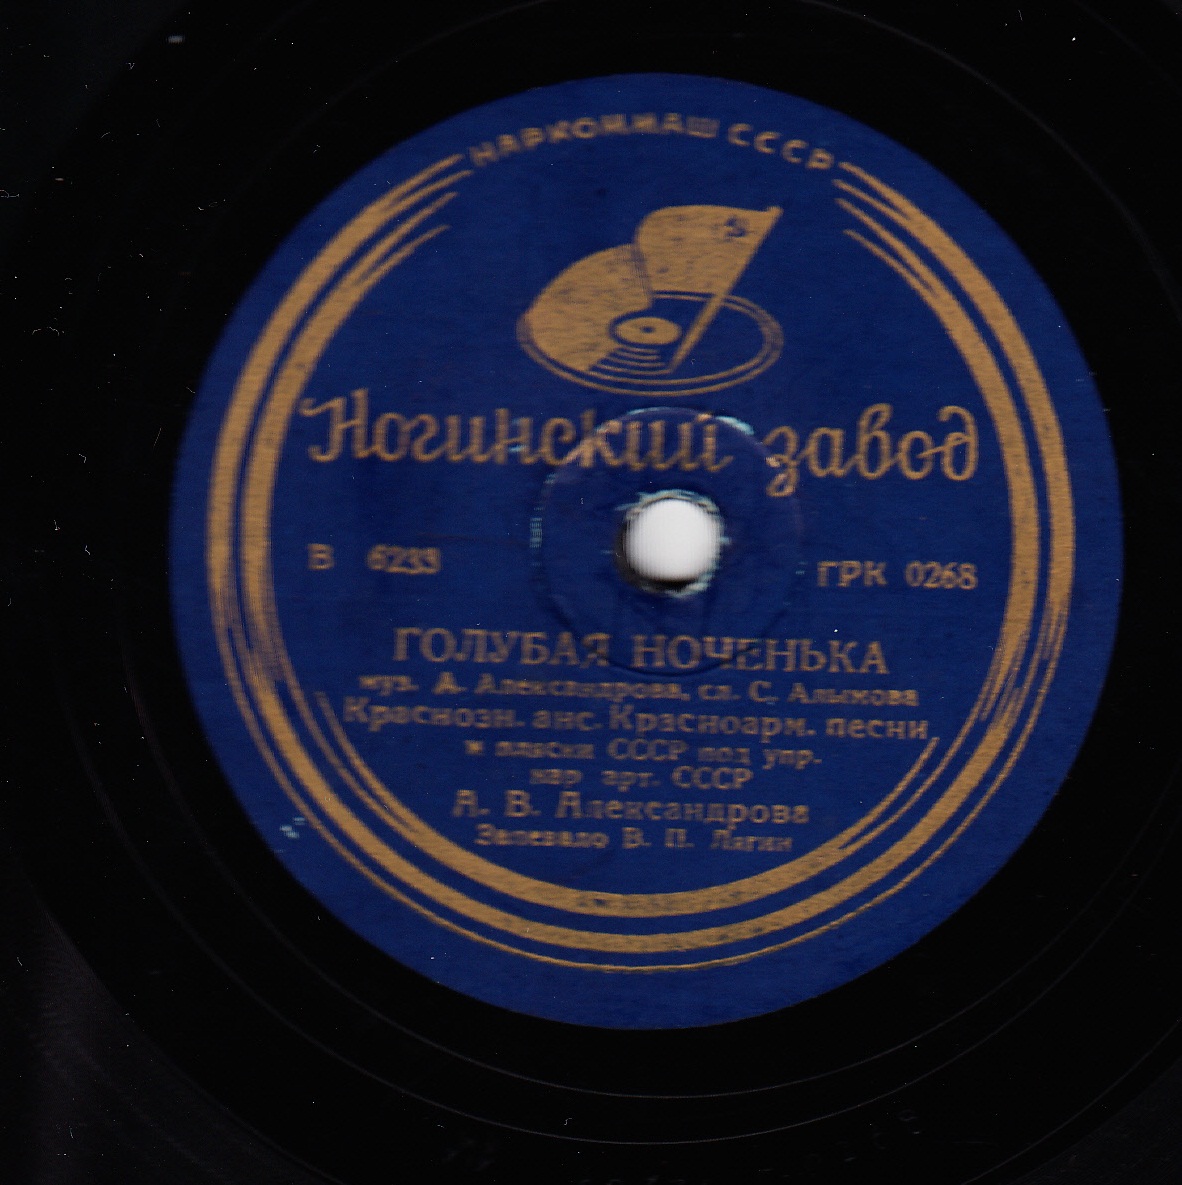 НАРКОММАШ СССР
Ногинский завод
В 6233
ГРК 0268
ГОЛУБАЯ НОЧЕНЬКА
муз. А. Александрова, сл. С. Алымова
Краснозн. анс. Красноарм. песни
и пляски СССР под упр.
нар арт. СССР
А. В. Александрова
Запевало В. П. Лягин